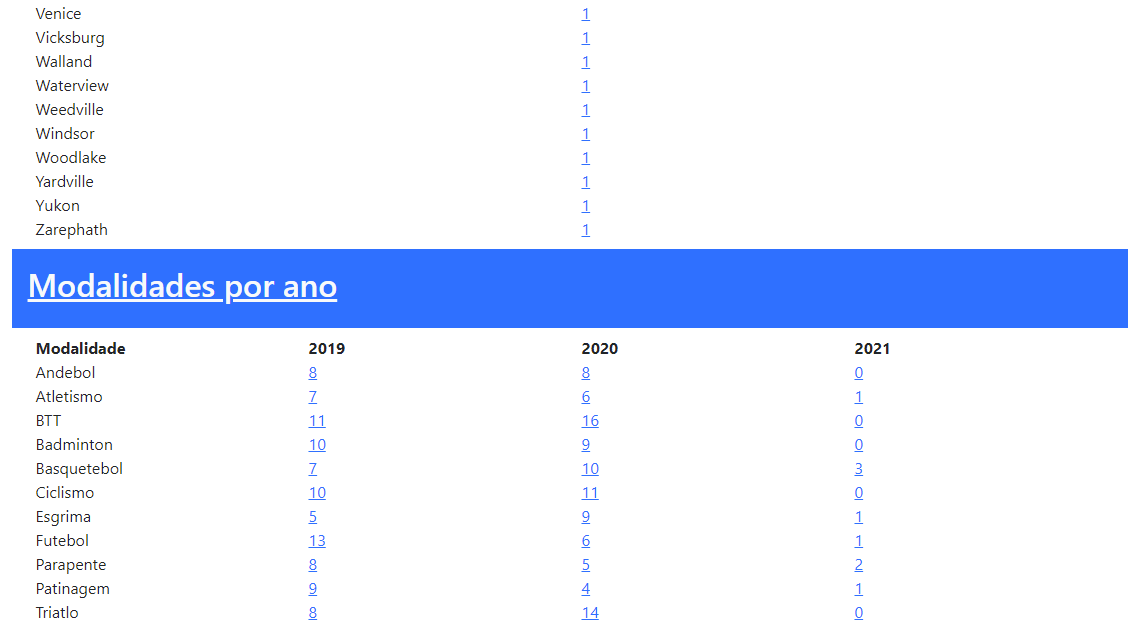 Venice 1
Vicksburg 1
Walland 1
Waterview 1
Weedville 1
Windsor 1
Woodlake 1
Yardville 1
Yukon 1
Zarephath 1
Modalidades por ano
Modalidade 2019 2020 2021
Andebol 8 8 0
Atletismo 7 6 1
BTT 11 16 0
Badminton 10 9 0
Basquetebol 7 10 3
Ciclismo 10 11 0
Esgrima 5 9 1
Futebol 13 6 1
Parapente 8 5 2
Patinagem 9 4 1
Triatlo 8 14 0